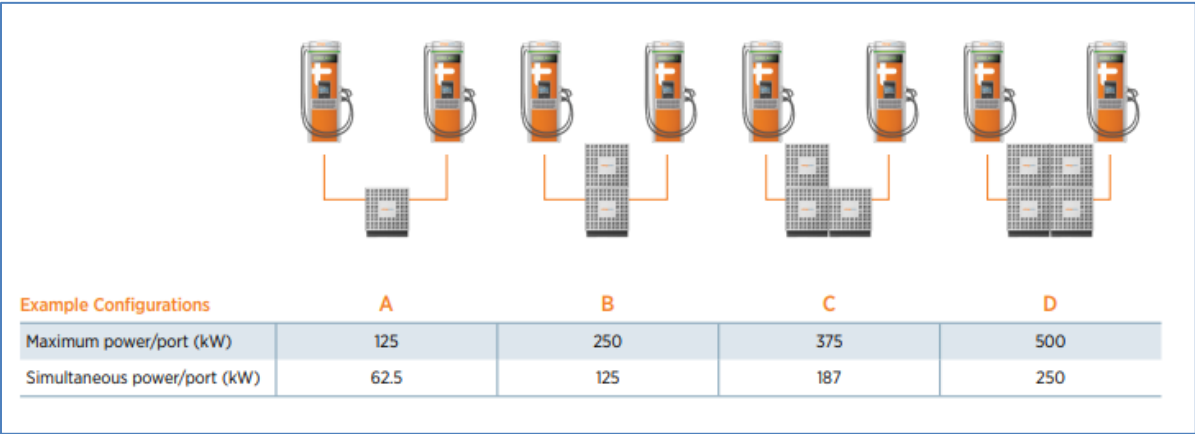 Example Configurations A B C D
Maximum power/port (kW) 125 250 375 500
Simultaneous power/port (kW) 62.5 125 187 250